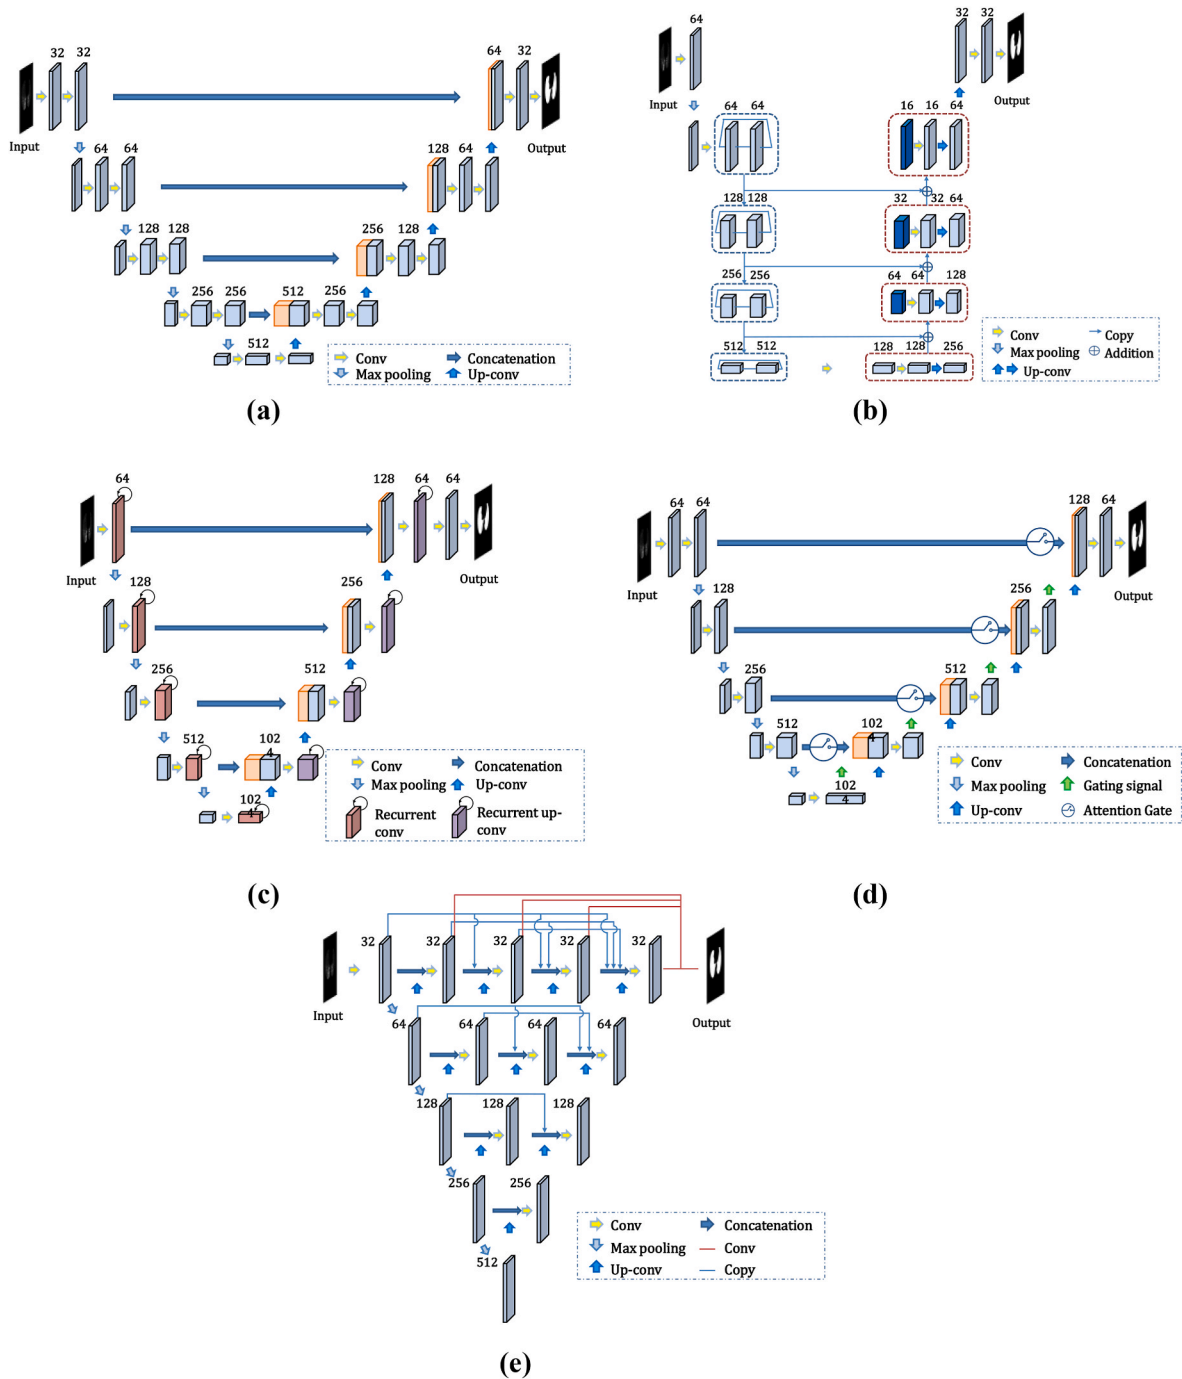 32 32
64 32
Input
Output
64 64
128 64
128 128
256 128
256 256 512 256
512
Conv Concatenation
Max pooling Up-conv
(a)
64
32 32
Input
Output
64 64
16 16 64
128 128
32 32 64
256 256
64 64 128
512 512
128 128 256
Conv Copy
Max pooling Addition
Up-conv
(b)
64
128 64 64
Input
Output
128
256
256
512
512
102
4
102
4
Conv Concatenation
Max pooling Up-conv
Recurrent Recurrent up-
conv conv
(c)
64 64
128 64
Input
Output
128
256
256
512
512
102
4
102
4
Conv Concatenation
Max pooling Gating signal
Up-conv Attention Gate
(d)
32 32 32 32 32
Input
Output
64 64 64 64
128 128 128
256 256
512
Conv Concatenation
Max pooling Conv
Up-conv Copy
(e)